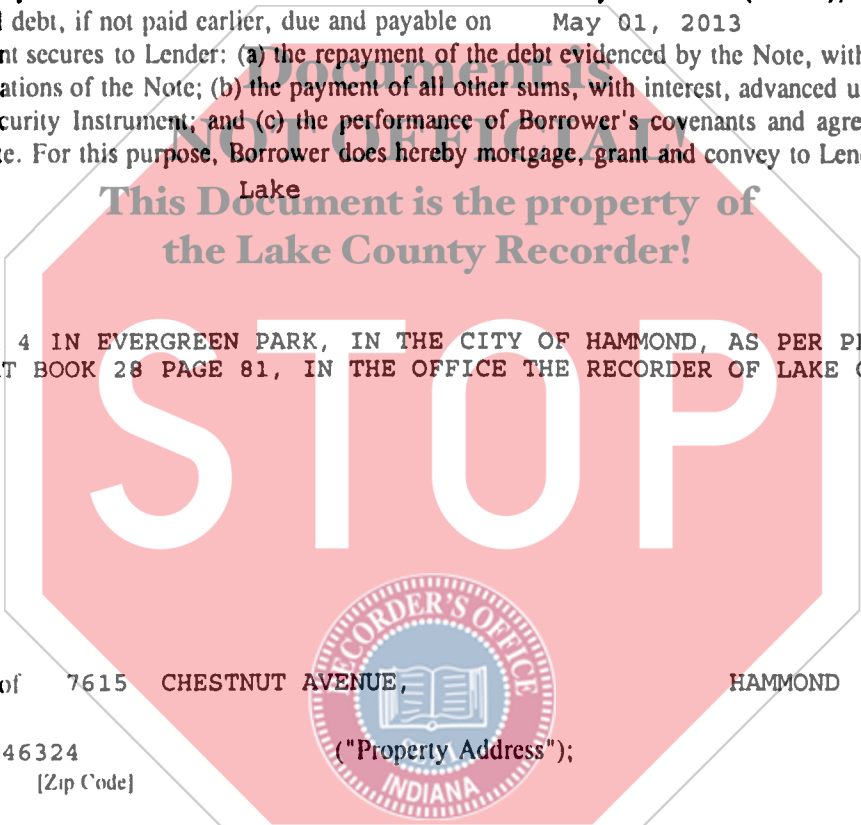 debt, if not paid earlier, due and payable on May 01, 2013
nt secures to Lender: (a) the repayment of the debt evidenced by the Note, with
ations of the Note; (b) the payment of all other sums, with interest, advanced u
Document is
curity Instrument; and (c) the performance of Borrower's covenants and agre
NOT OFFICIAL!
e. For this purpose, Borrower does hereby mortgage, grant and convey to Len
Lake
This Document is the property of
the Lake County Recorder!
4 IN EVERGREEN PARK, IN THE CITY OF HAMMOND, AS PER P
T BOOK 28 PAGE 81, IN THE OFFICE THE RECORDER OF LAKE
STOP
RECORDER'S OFFICE
of 7615 CHESTNUT AVENUE, HAMMOND
46324 ("Property Address");
[Zip Code]
INDIANA